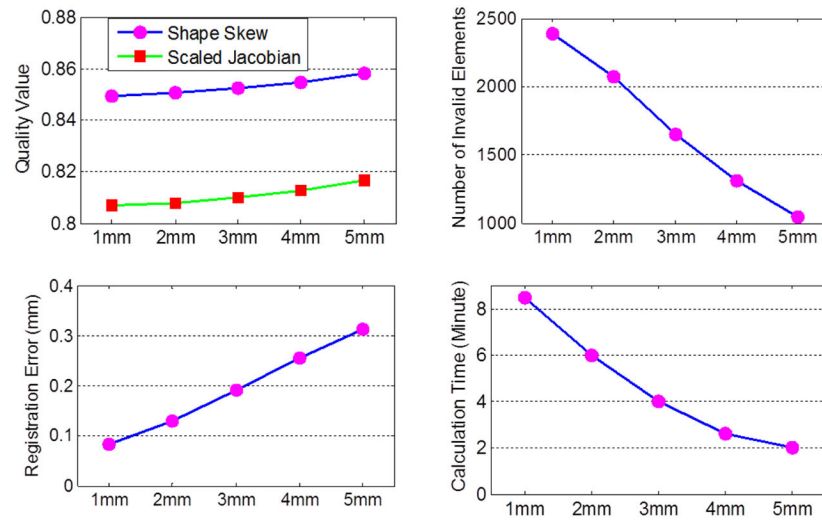 Quality Value
0.88
0.86
0.84
0.82
0.8
Shape Skew
Scaled Jacobian
1mm 2mm 3mm 4mm 5mm
Number of Invalid Elements
2500
2000
1500
1000
1mm 2mm 3mm 4mm 5mm
Registration Error (mm)
0.4
0.3
0.2
0.1
0
1mm 2mm 3mm 4mm 5mm
Calculation Time (Minute)
8
6
4
2
0
1mm 2mm 3mm 4mm 5mm